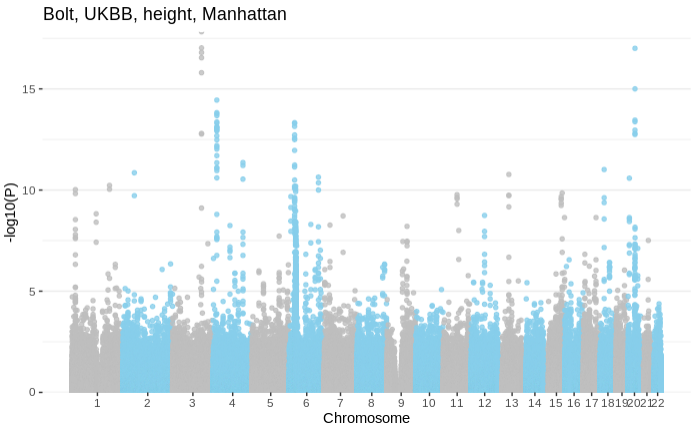 Bolt, UKBB, height, Manhattan
15
10
5
0
-log10(P)
1 2 3 4 5 6 7 8 9 10 11 12 13 14 15 16 17 18 19 20 21 22
Chromosome